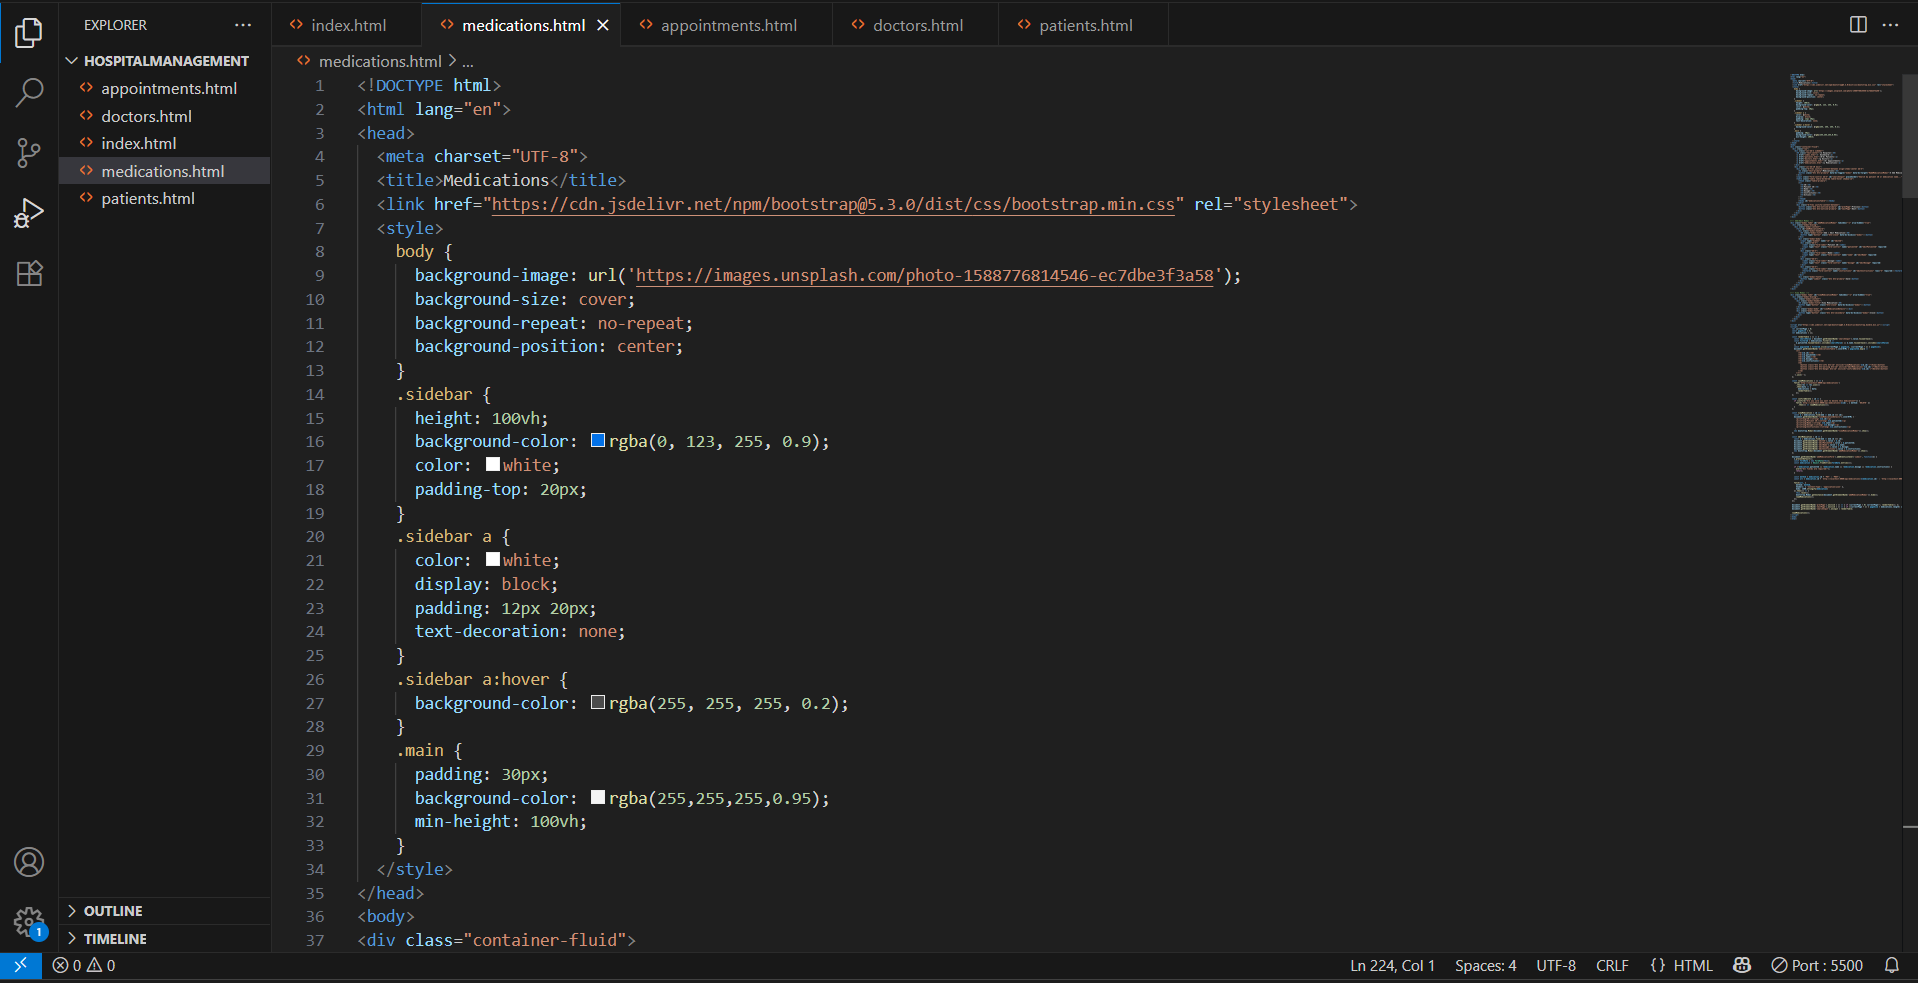 EXPLORER
HOSPITALMANAGEMENT
appointments.html
doctors.html
index.html
medications.html
patients.html
OUTLINE
TIMELINE
index.html
medications.html
appointments.html
doctors.html
patients.html
medications.html > ...
1 <!DOCTYPE html>
2 <html lang="en">
3 <head>
4 <meta charset="UTF-8">
5 <title>Medications</title>
6 <link href="https://cdn.jsdelivr.net/npm/bootstrap@5.3.0/dist/css/bootstrap.min.css" rel="stylesheet">
7 <style>
8 body {
9 background-image: url('https://images.unsplash.com/photo-1588776814546-ec7dbe3f3a58');
10 background-size: cover;
11 background-repeat: no-repeat;
12 background-position: center;
13 }
14 .sidebar {
15 height: 100vh;
16 background-color: rgba(0, 123, 255, 0.9);
17 color: white;
18 padding-top: 20px;
19 }
20 .sidebar a {
21 color: white;
22 display: block;
23 padding: 12px 20px;
24 text-decoration: none;
25 }
26 .sidebar a:hover {
27 background-color: rgba(255, 255, 255, 0.2);
28 }
29 .main {
30 padding: 30px;
31 background-color: rgba(255,255,255,0.95);
32 min-height: 100vh;
33 }
34 </style>
35 </head>
36 <body>
37 <div class="container-fluid">
1
0 0
Ln 224, Col 1 Spaces: 4 UTF-8 CRLF {} HTML Port : 5500